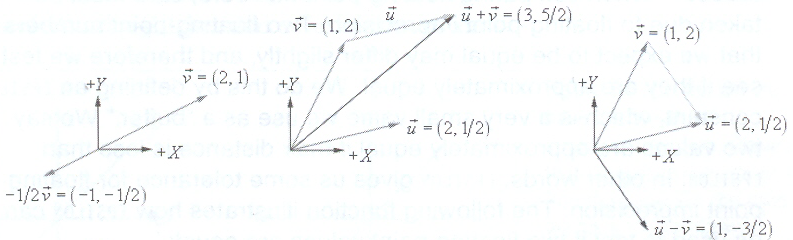 v⃗ = (1, 2)
u⃗
u⃗ + v⃗ = (3, 5/2)
v⃗ = (1, 2)
+Y
v⃗ = (2, 1)
+Y
+Y
u⃗ = (2, 1/2)
u⃗ = (2, 1/2)
+X
+X
+X
-1/2 v⃗ = (-1, -1/2)
u⃗ - v⃗ = (1, -3/2)